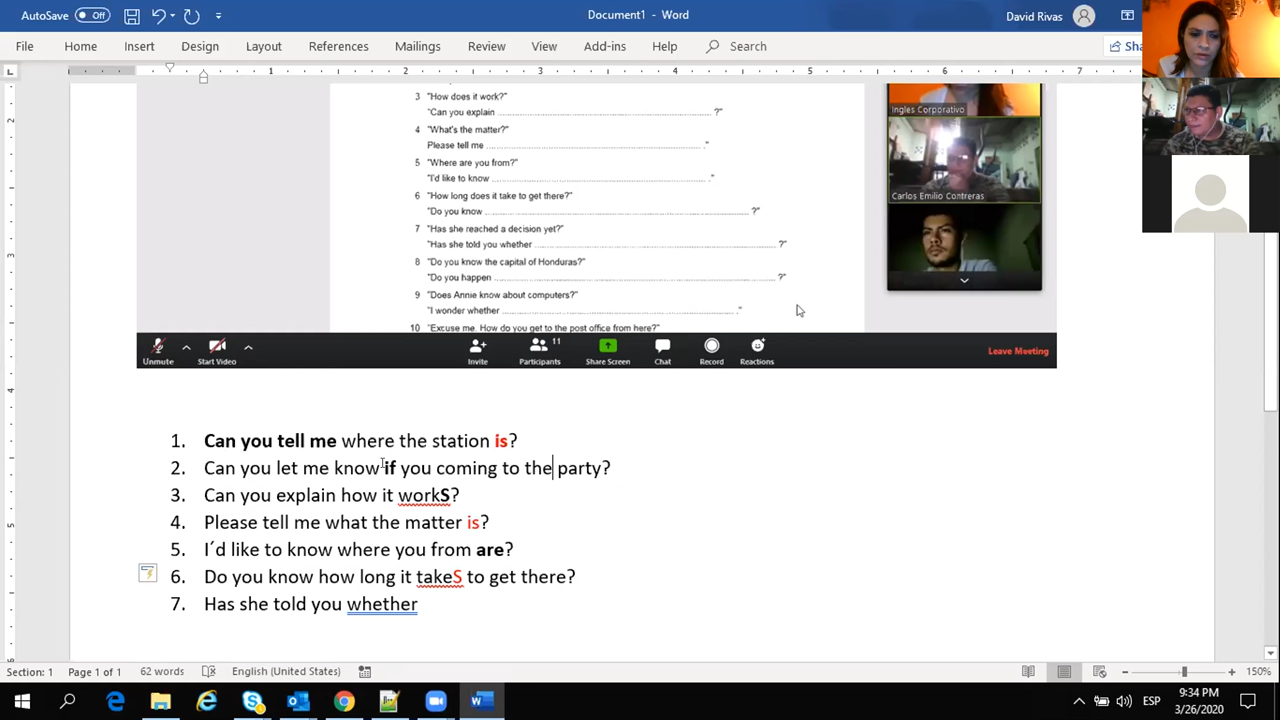 AutoSave Off
Document1 - Word
David Rivas
File Home Insert Design Layout References Mailings Review View Add-ins Help Search Sha
1 2 3 4 5 6 7
3 "How does it work?"
"Can you explain ?"
4 "What's the matter?"
Please tell me ."
5 "Where are you from?"
"I'd like to know ."
6 "How long does it take to get there?"
"Do you know ?"
7 "Has she reached a decision yet?"
"Has she told you whether ?"
8 "Do you know the capital of Honduras?"
"Do you happen ?"
9 "Does Annie know about computers?"
"I wonder whether ."
10 "Excuse me. How do you get to the post office from here?"
Ingles Corporativo
Carlos Emilio Contreras
11
Unmute Start Video Invite Participants Share Screen Chat Record Reactions Leave Meeting
1. Can you tell me where the station is?
2. Can you let me know if you coming to the party?
3. Can you explain how it workS?
4. Please tell me what the matter is?
5. I´d like to know where you from are?
6. Do you know how long it takeS to get there?
7. Has she told you whether
Section: 1 Page 1 of 1 62 words English (United States) 150%
ESP
9:34 PM
3/26/2020